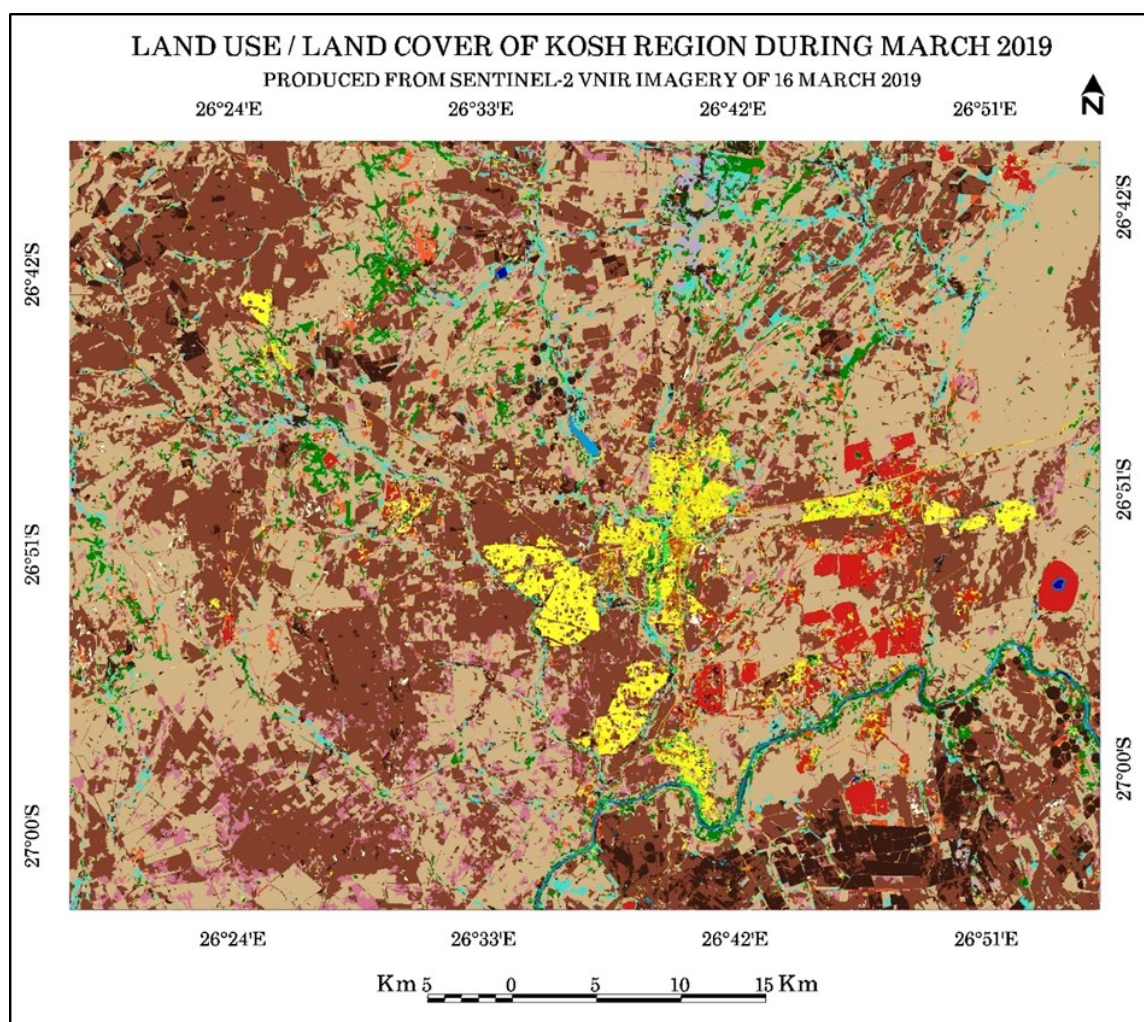 LAND USE / LAND COVER OF KOSH REGION DURING MARCH 2019
PRODUCED FROM SENTINEL-2 VNIR IMAGERY OF 16 MARCH 2019
N
26°24'E 26°33'E 26°42'E 26°51'E
26°42'S
26°42'S
26°51'S
26°51'S
27°00'S
27°00'S
26°24'E 26°33'E 26°42'E 26°51'E
Km 5 0 5 10 15 Km